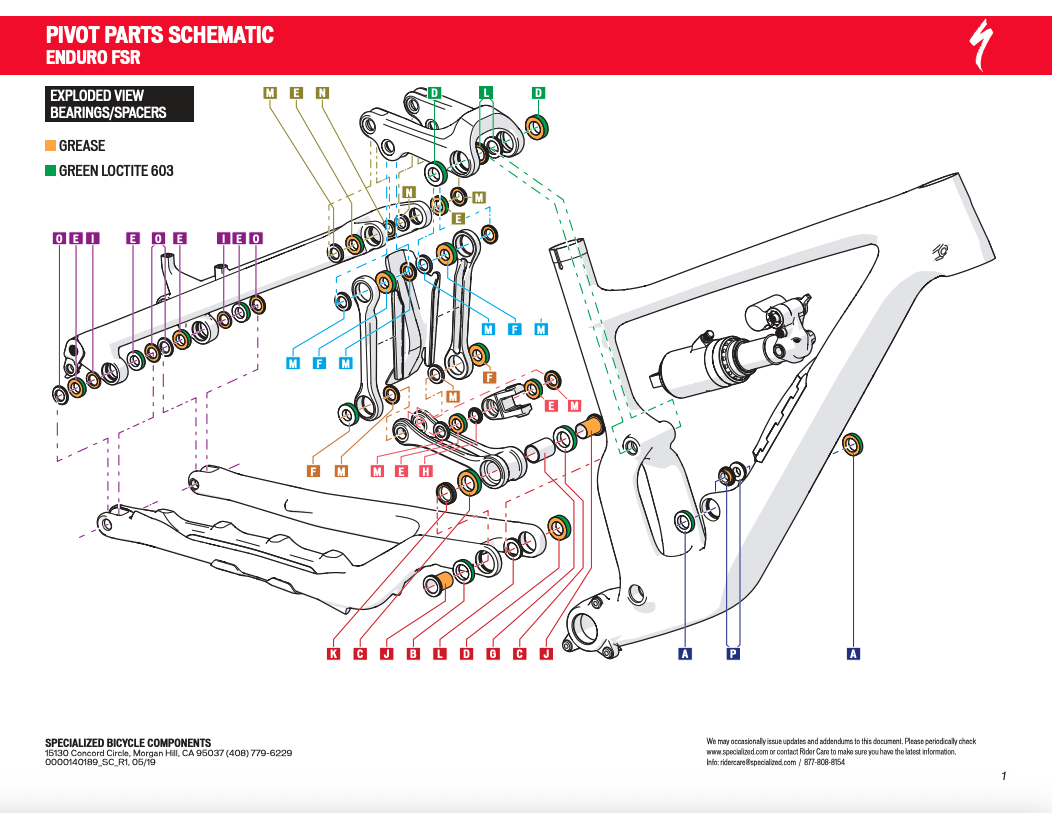 PIVOT PARTS SCHEMATIC
ENDURO FSR
EXPLODED VIEW
BEARINGS/SPACERS
GREASE
GREEN LOCTITE 603
M E N D L D
N M
E
O E I E O E I E O
M F M
M F M
F
M
E M
F M M E H
K C J B L D G C J
A P A
SPECIALIZED BICYCLE COMPONENTS
15130 Concord Circle, Morgan Hill, CA 95037 (408) 779-6229
0000140189_SC_R1, 05/19
We may occasionally issue updates and addendums to this document. Please periodically check
www.specialized.com or contact Rider Care to make sure you have the latest information.
Info: ridercare@specialized.com / 877-808-8154
1